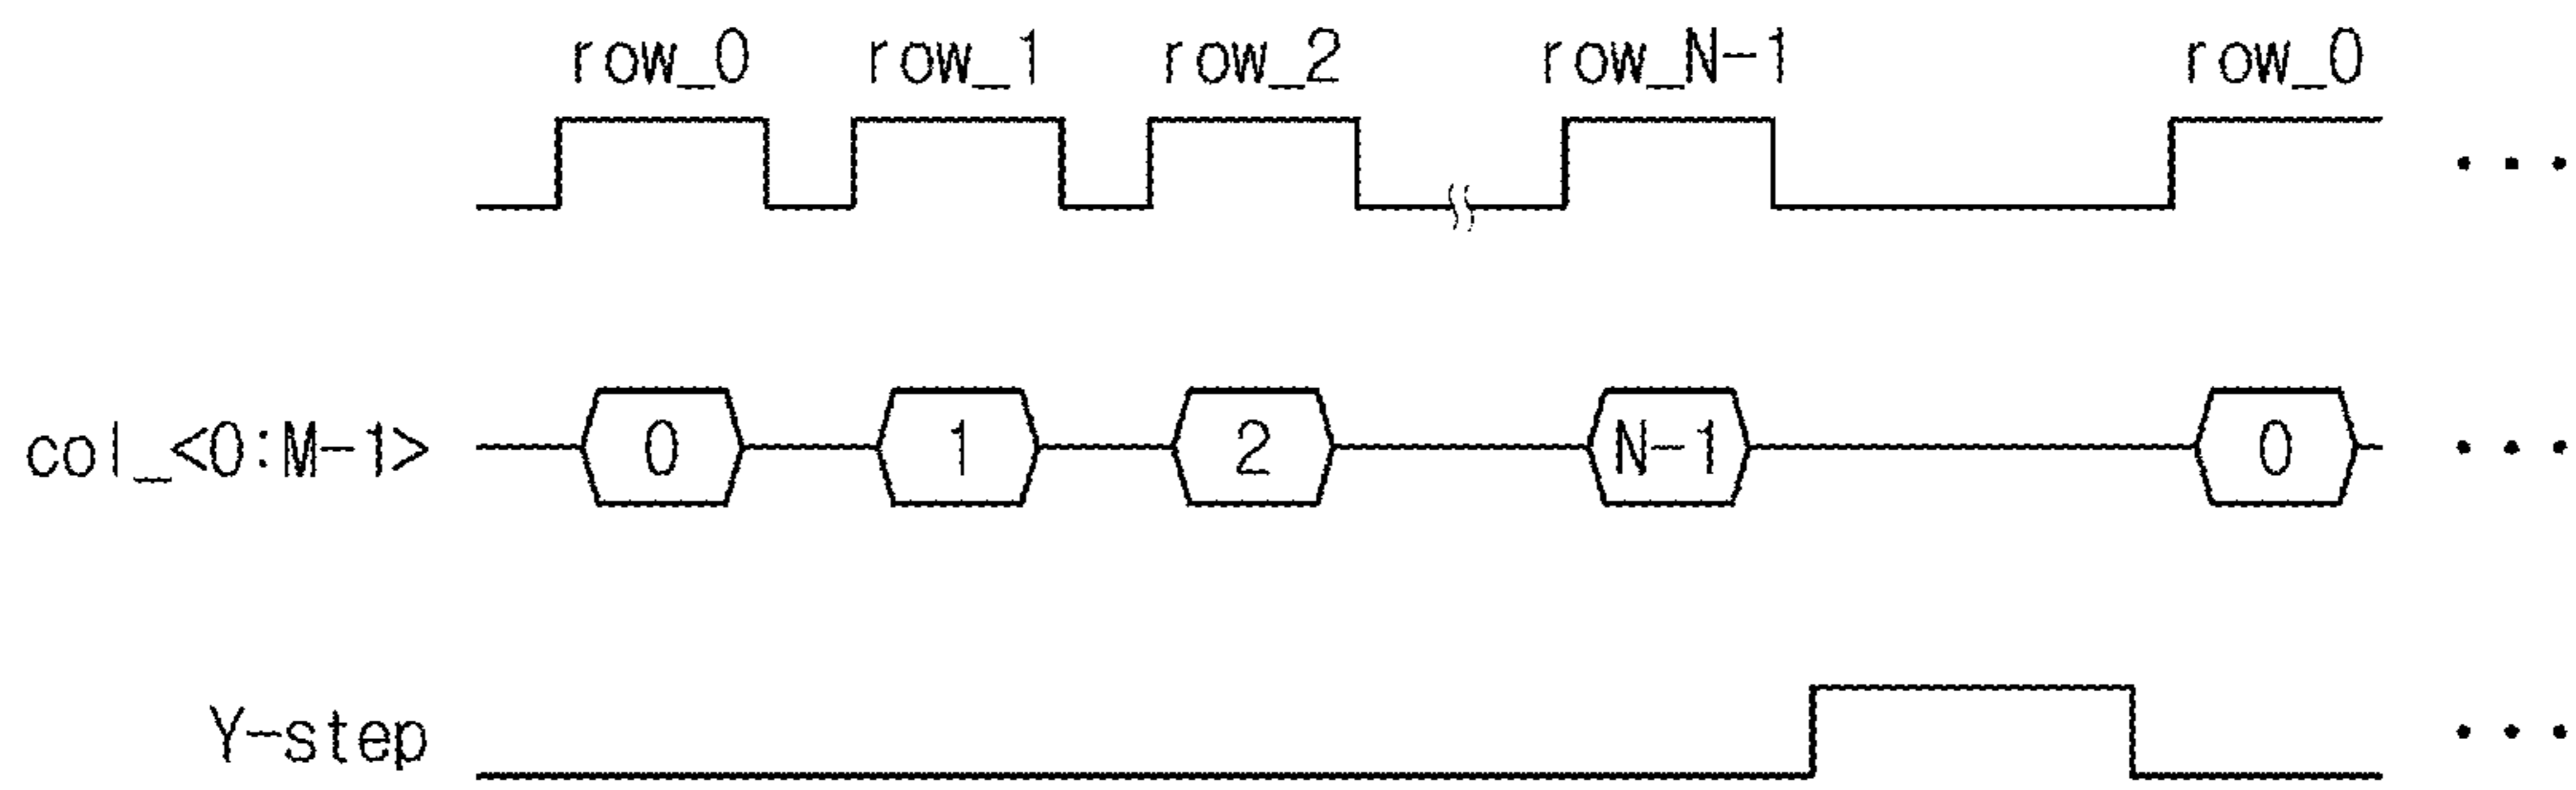 row_0 row_1 row_2 row_N-1 row_0
. . .
col_<0:M-1> 0 1 2 N-1 0 . . .
Y-step . . .